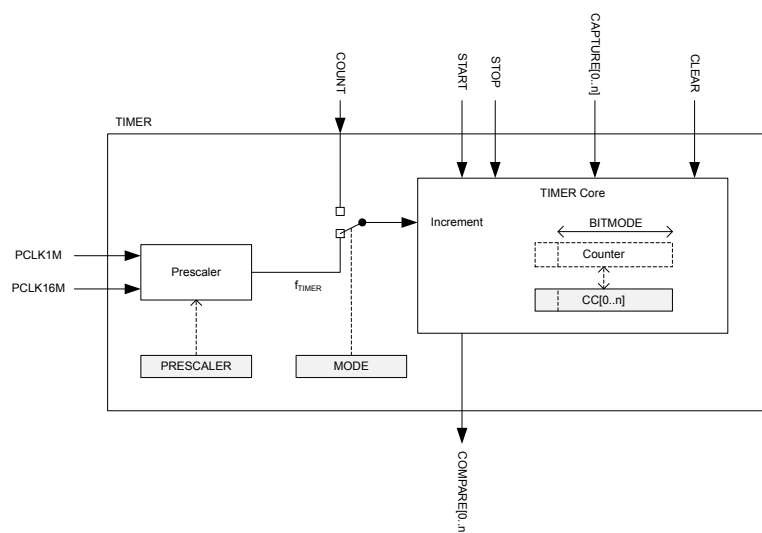 COUNT
START
STOP
CAPTURE[0..n]
CLEAR
TIMER
TIMER Core
Increment
BITMODE
Counter
CC[0..n]
PCLK1M
PCLK16M
Prescaler
fTIMER
PRESCALER
MODE
COMPARE[0..n